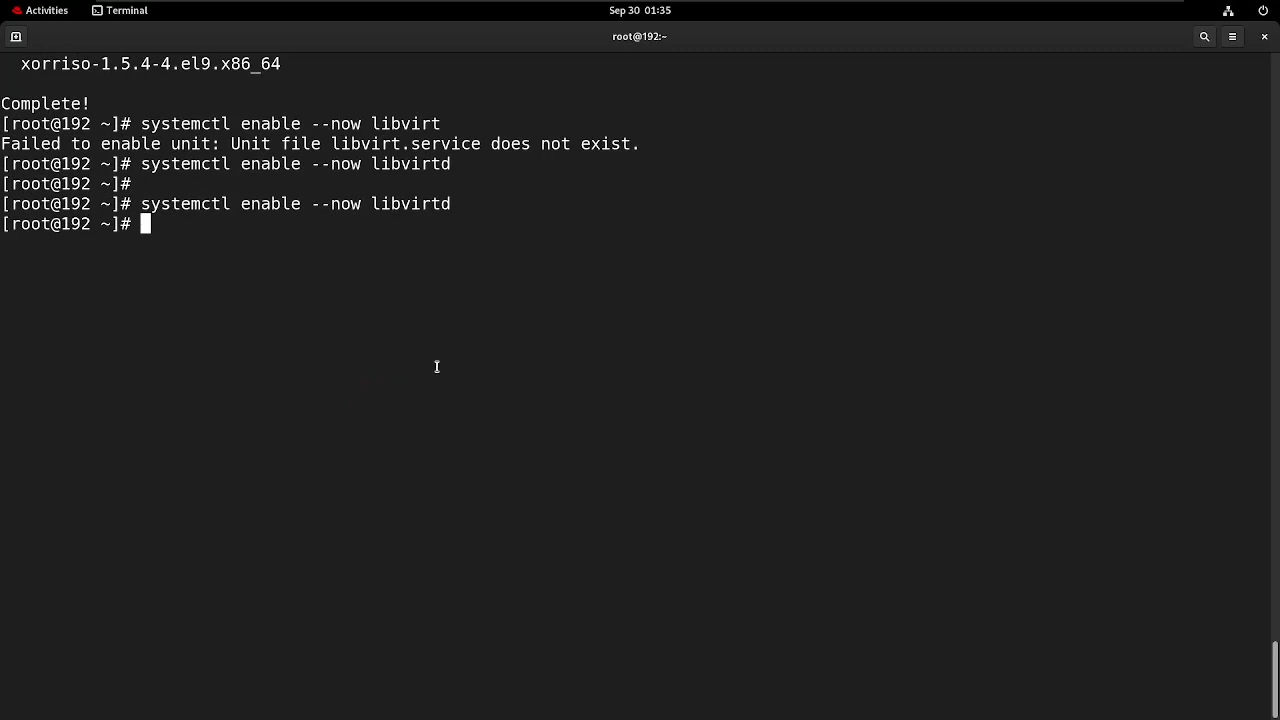 Activities
Terminal
Sep 30 01:35
root@192:~
xorriso-1.5.4-4.el9.x86_64
Complete!
[root@192 ~]# systemctl enable --now libvirt
Failed to enable unit: Unit file libvirt.service does not exist.
[root@192 ~]# systemctl enable --now libvirtd
[root@192 ~]#
[root@192 ~]# systemctl enable --now libvirtd
[root@192 ~]#